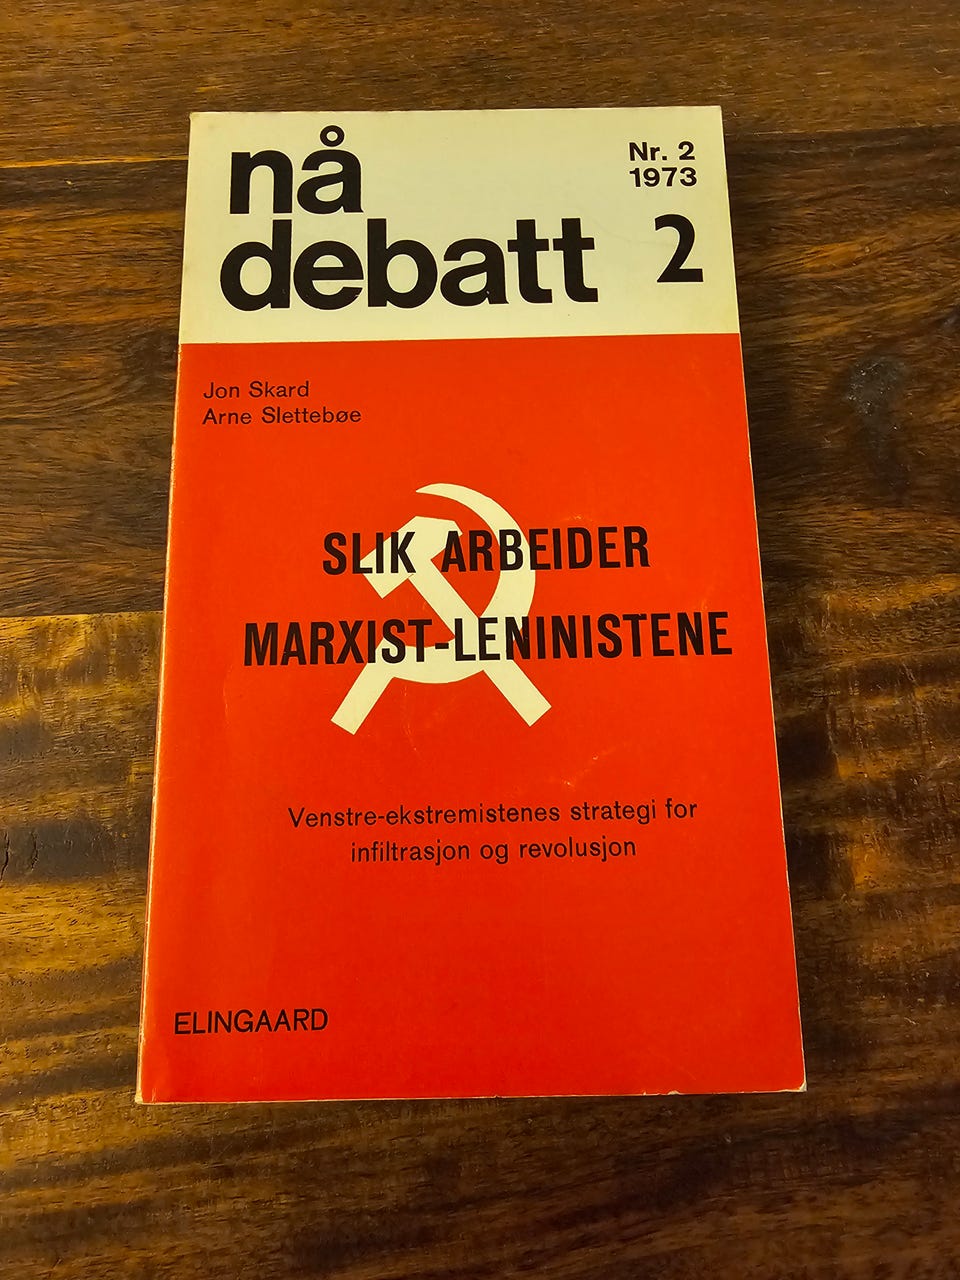 nå
debatt
Nr. 2
1973
2
Jon Skard
Arne Slettebøe
SLIK ARBEIDER
MARXIST-LENINISTENE
Venstre-ekstremistenes strategi for
infiltrasjon og revolusjon
ELINGAARD